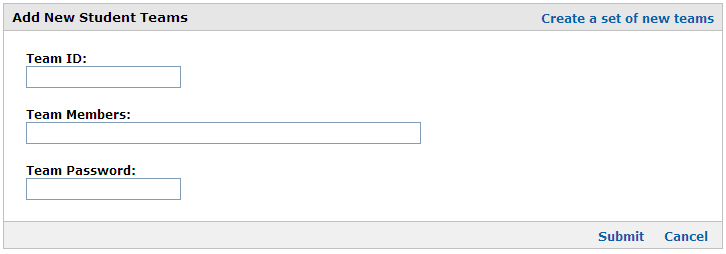 Add New Student Teams Create a set of new teams
Team ID:
Team Members:
Team Password:
Submit Cancel